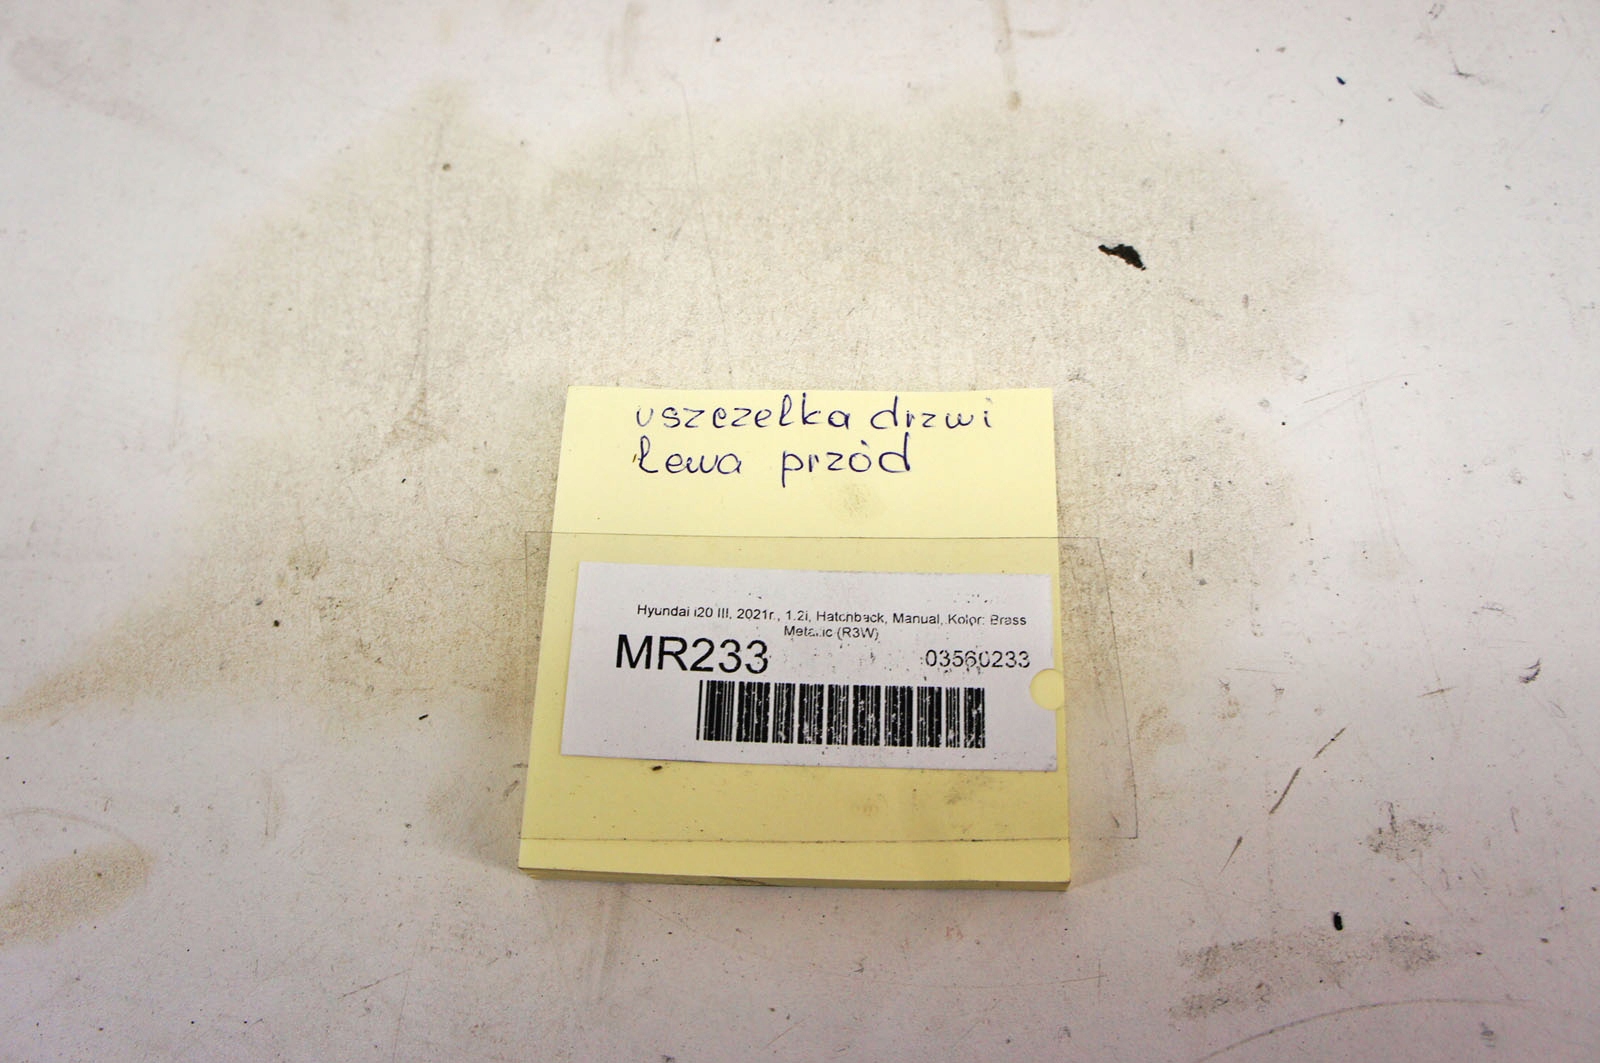 uszczelka drzwi
lewa przód
Hyundai i20 III, 2021r., 1.2i, Hatchback, Manual, Kolor: Brass
Metalic (R3W)
MR233
03560233